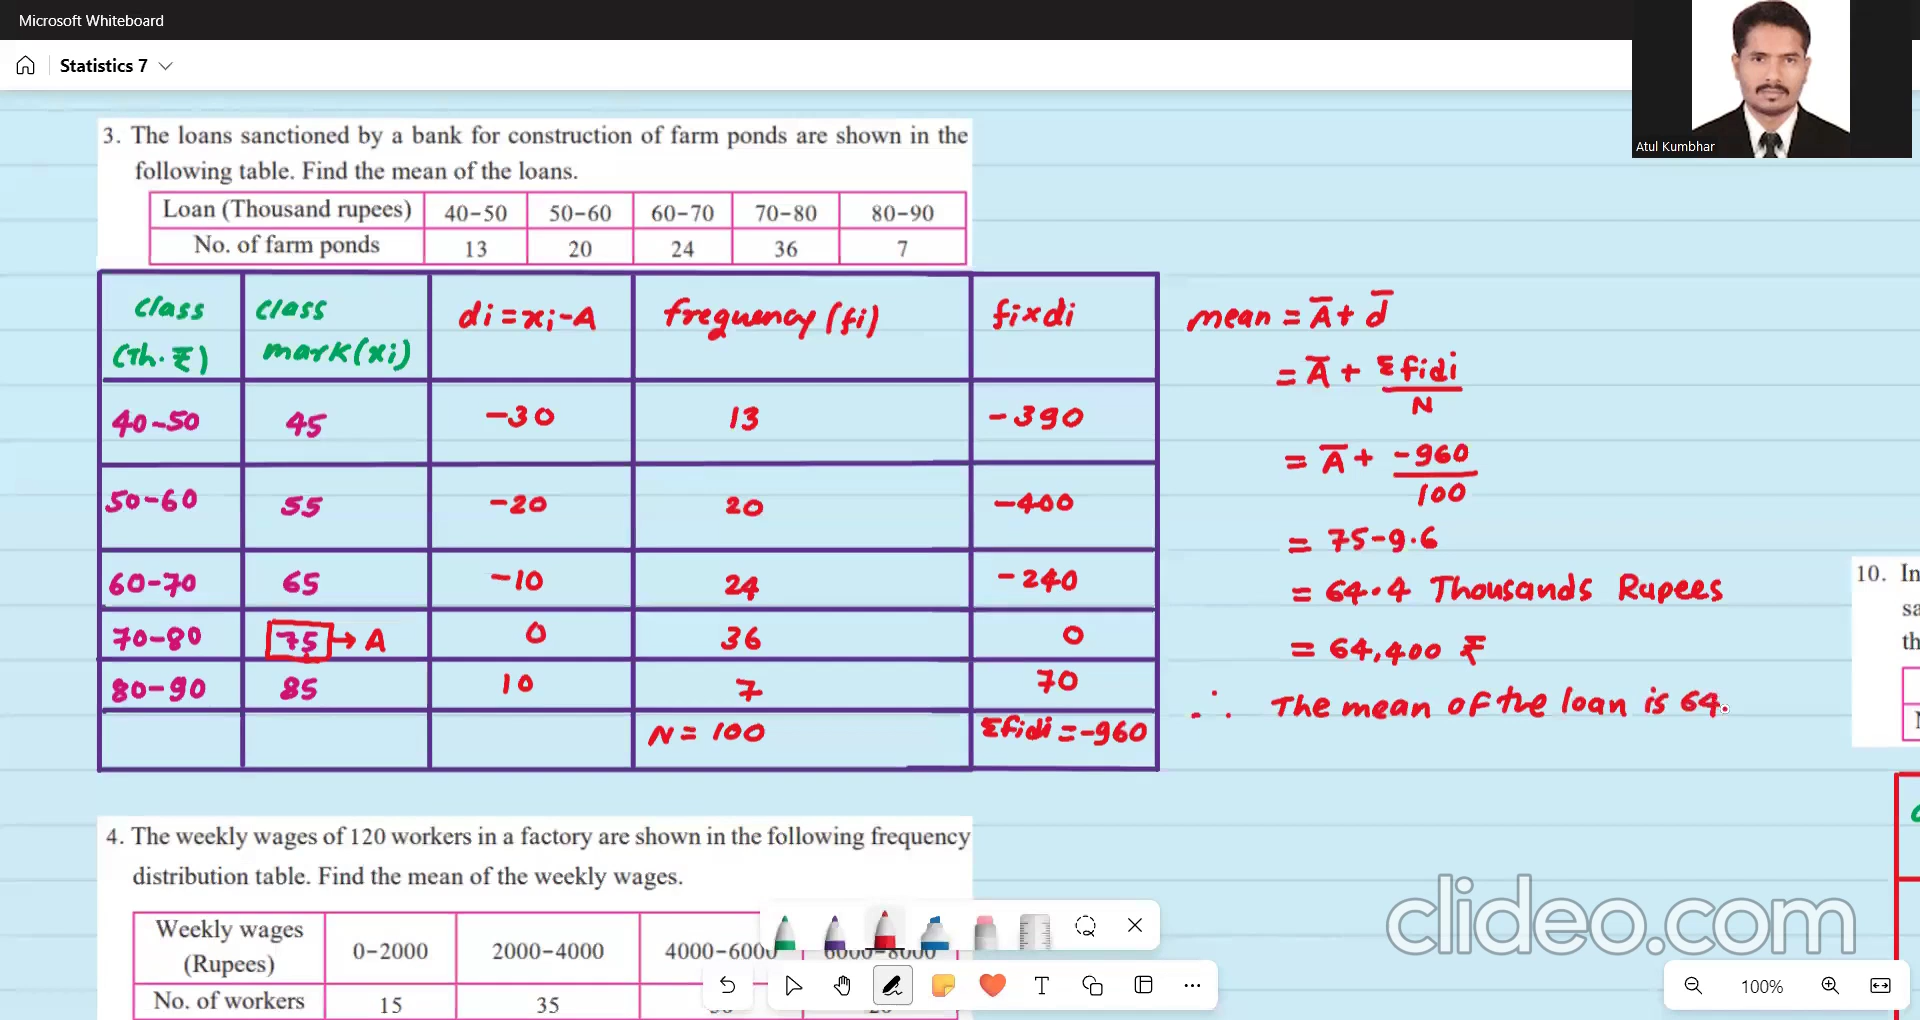 Microsoft Whiteboard
Statistics 7
Atul Kumbhar
3. The loans sanctioned by a bank for construction of farm ponds are shown in the
following table. Find the mean of the loans.
Loan (Thousand rupees) 40-50 50-60 60-70 70-80 80-90
No. of farm ponds 13 20 24 36 7
class (Th. ₹) class mark(xi) di = xi - A frequency (fi) fixdi
40-50 45 -30 13 -390
50-60 55 -20 20 -400
60-70 65 -10 24 -240
70-80 75 → A 0 36 0
80-90 85 10 7 70
N = 100 Σfidi = -960
mean = A̅ + d̅
= A̅ + Σfidi / N
= A̅ + -960 / 100
= 75-9.6
= 64.4 Thousands Rupees
= 64,400 ₹
∴ The mean of the loan is 64
10. In
sa
th
4. The weekly wages of 120 workers in a factory are shown in the following frequency
distribution table. Find the mean of the weekly wages.
Weekly wages (Rupees) 0-2000 2000-4000 4000-6000 6000-8000
No. of workers 15 35
clideo.com
100%